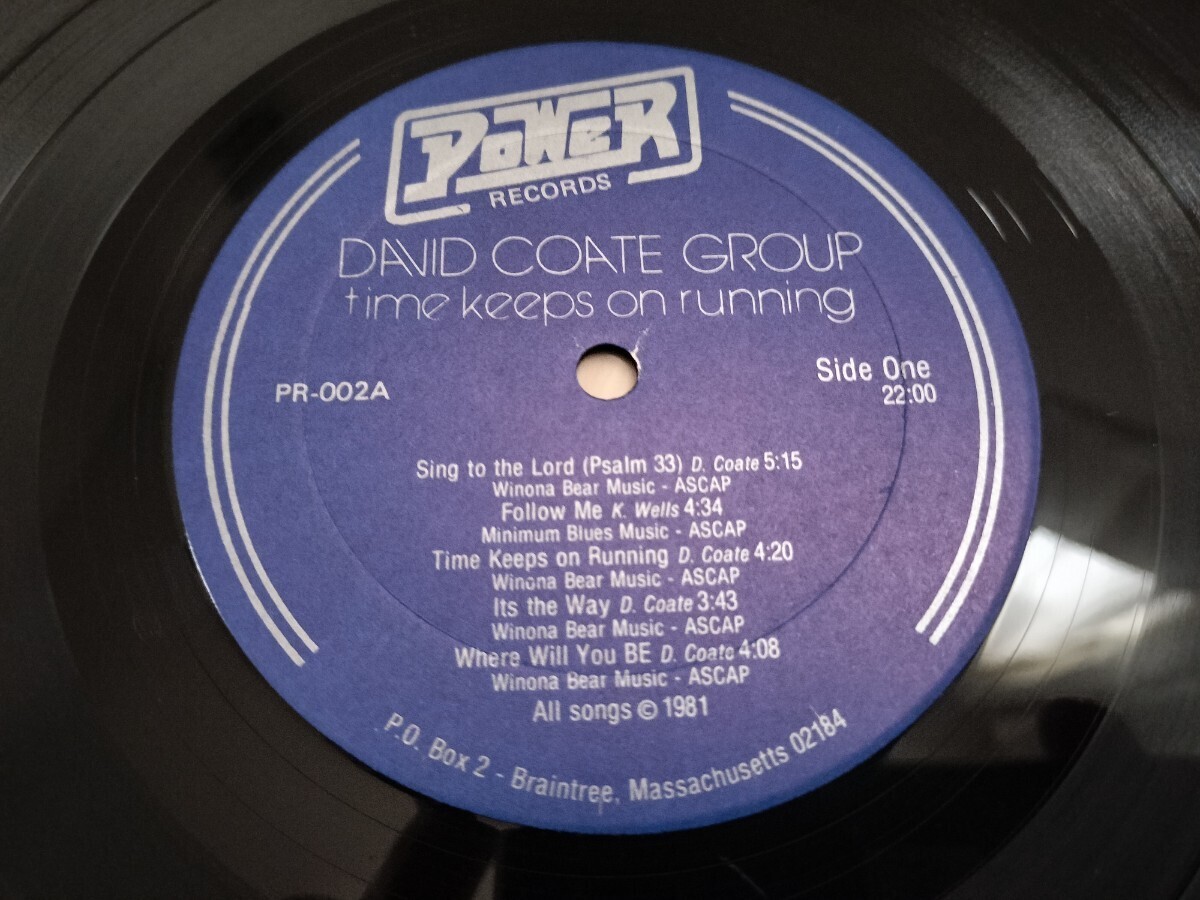 POWER
RECORDS
DAVID COATE GROUP
time keeps on running
PR-002A
Side One
22:00
Sing to the Lord (Psalm 33) D. Coate 5:15
Winona Bear Music - ASCAP
Follow Me K. Wells 4:34
Minimum Blues Music - ASCAP
Time Keeps on Running D. Coate 4:20
Winona Bear Music - ASCAP
Its the Way D. Coate 3:43
Winona Bear Music - ASCAP
Where Will You BE D. Coate 4:08
Winona Bear Music - ASCAP
All songs © 1981
P.O. Box 2 - Braintree, Massachusetts 02184